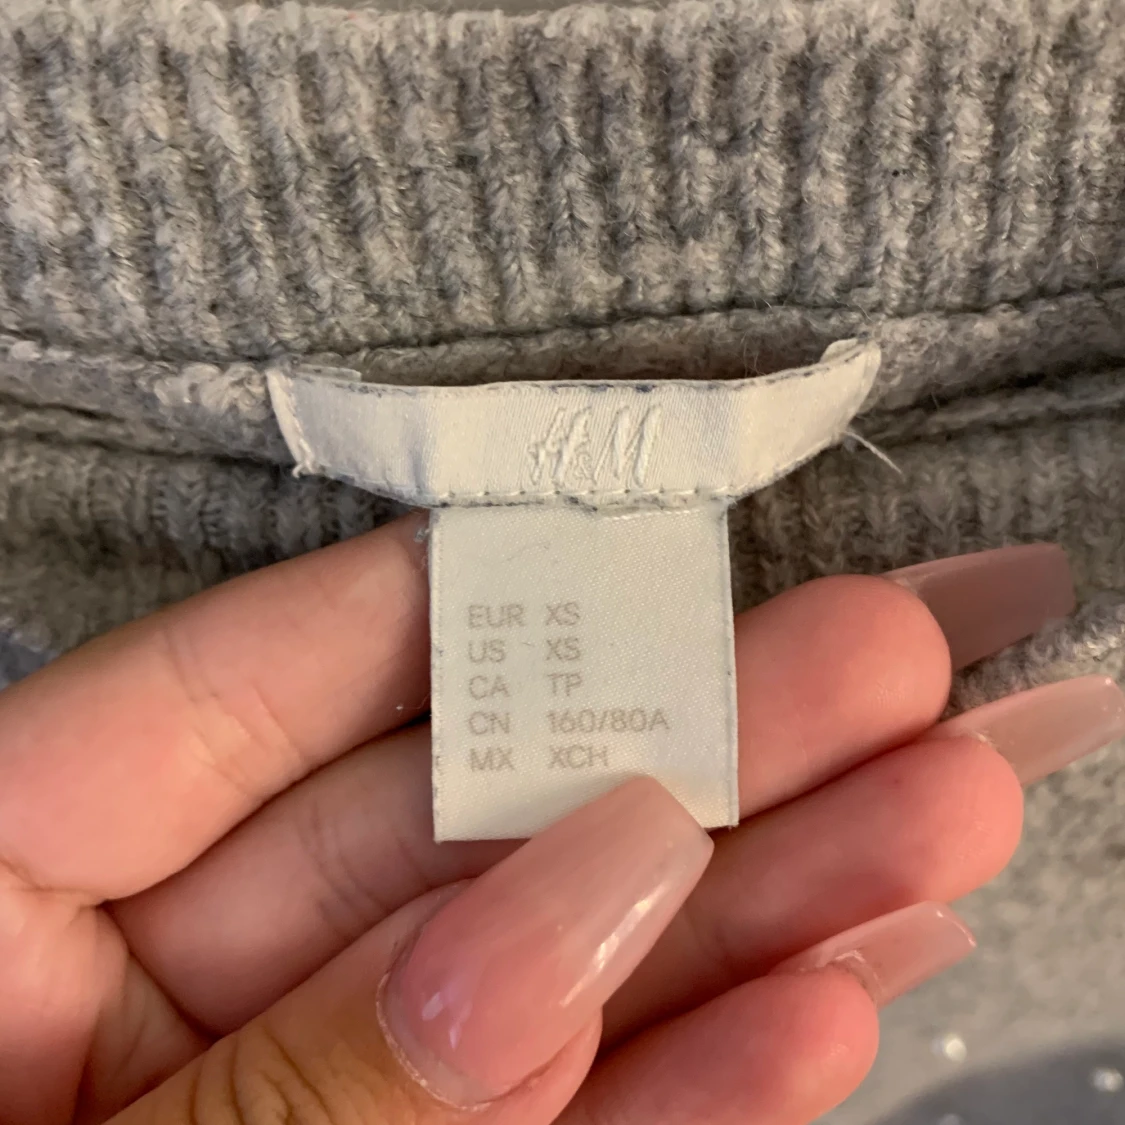 H&M
EUR XS
US XS
CA TP
CN 160/80A
MX XCH